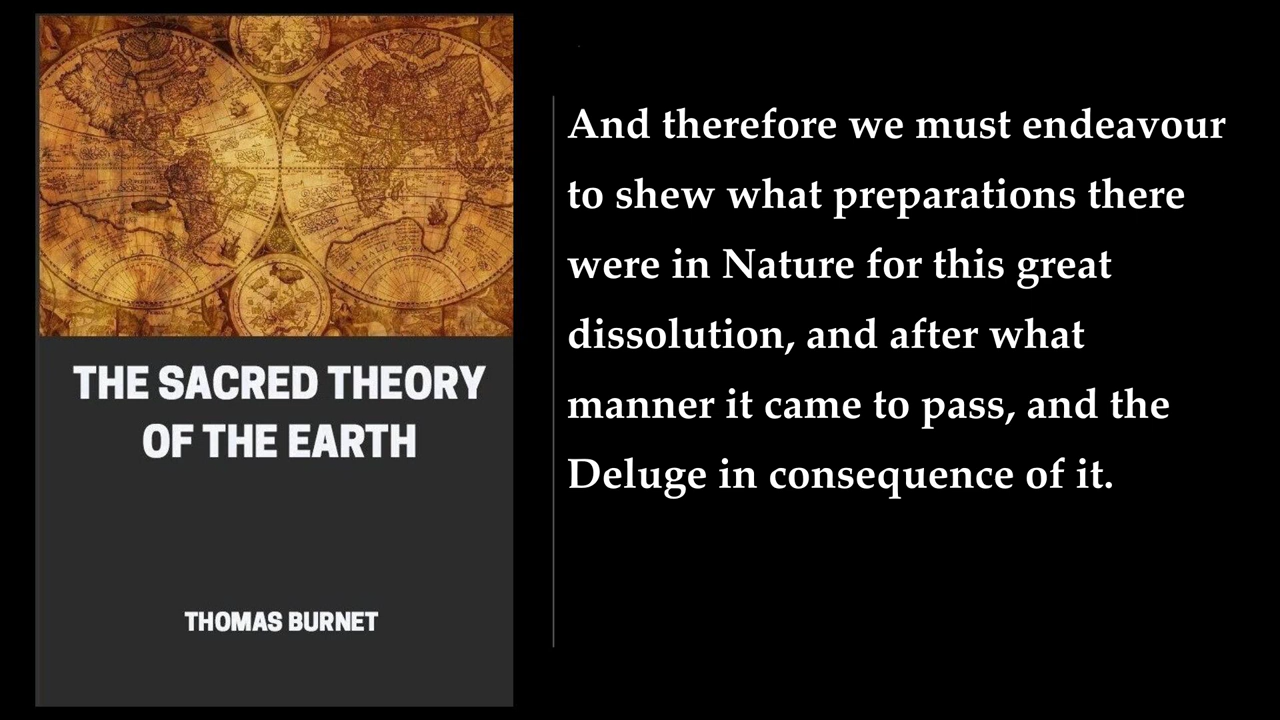 THE SACRED THEORY
OF THE EARTH
THOMAS BURNET
And therefore we must endeavour
to shew what preparations there
were in Nature for this great
dissolution, and after what
manner it came to pass, and the
Deluge in consequence of it.